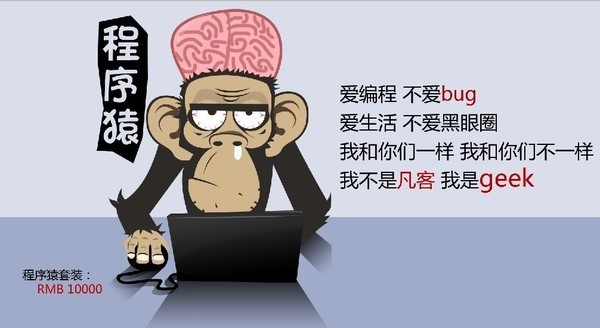 程序猿
爱编程 不爱bug
爱生活 不爱黑眼圈
我和你们一样 我和你们不一样
我不是凡客 我是geek
程序猿套装：
RMB 10000